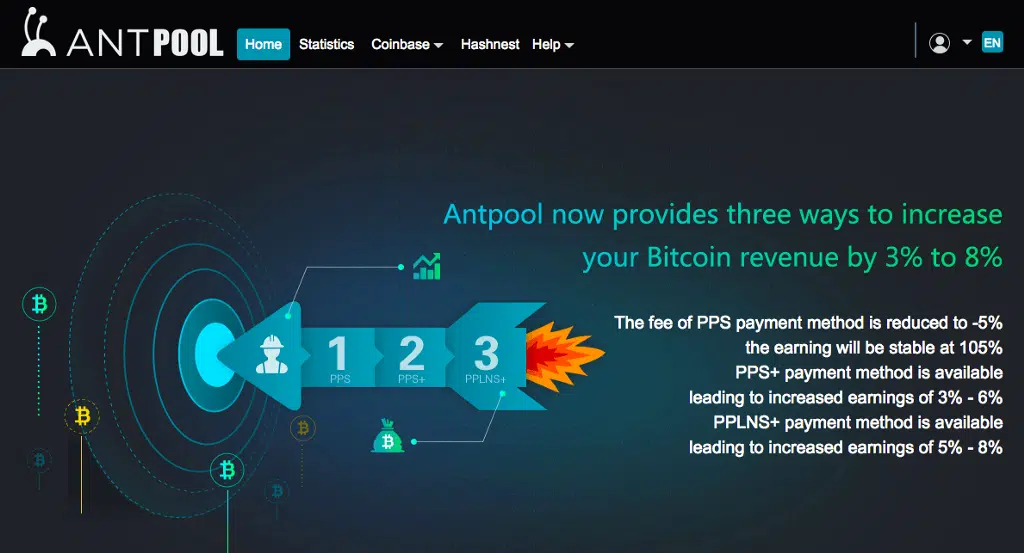 ANTPOOL
Home Statistics Coinbase Hashnest Help
EN
Antpool now provides three ways to increase
your Bitcoin revenue by 3% to 8%
The fee of PPS payment method is reduced to -5%
the earning will be stable at 105%
PPS+ payment method is available
leading to increased earnings of 3% - 6%
PPLNS+ payment method is available
leading to increased earnings of 5% - 8%
1 2 3
PPS PPS+ PPLNS+